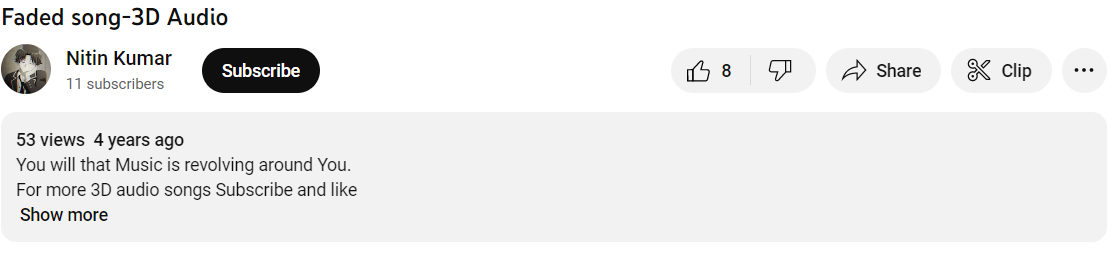 Faded song-3D Audio
Nitin Kumar
11 subscribers
Subscribe
8
Share
Clip
53 views 4 years ago
You will that Music is revolving around You.
For more 3D audio songs Subscribe and like
Show more